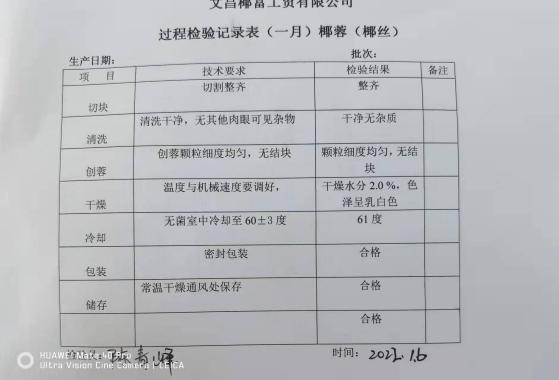 文昌椰富工贸有限公司
过程检验记录表（一月）椰蓉（椰丝）
生产日期： 批次：
项 目 技术要求 检验结果 备注
切块 切割整齐 整齐
清洗 清洗干净，无其他肉眼可见杂物 干净无杂质
创蓉 创蓉颗粒细度均匀，无结块 颗粒细度均匀，无结
块
干燥 温度与机械速度要调好， 干燥水分 2.0 %，色
泽呈乳白色
冷却 无菌室中冷却至 60±3 度 61 度
包装 密封包装 合格
储存 常温干燥通风处保存 合格
合格
时间： 2022.1.6
HUAWEI Mate 40 Pro
Ultra Vision Cine Camera | LEICA